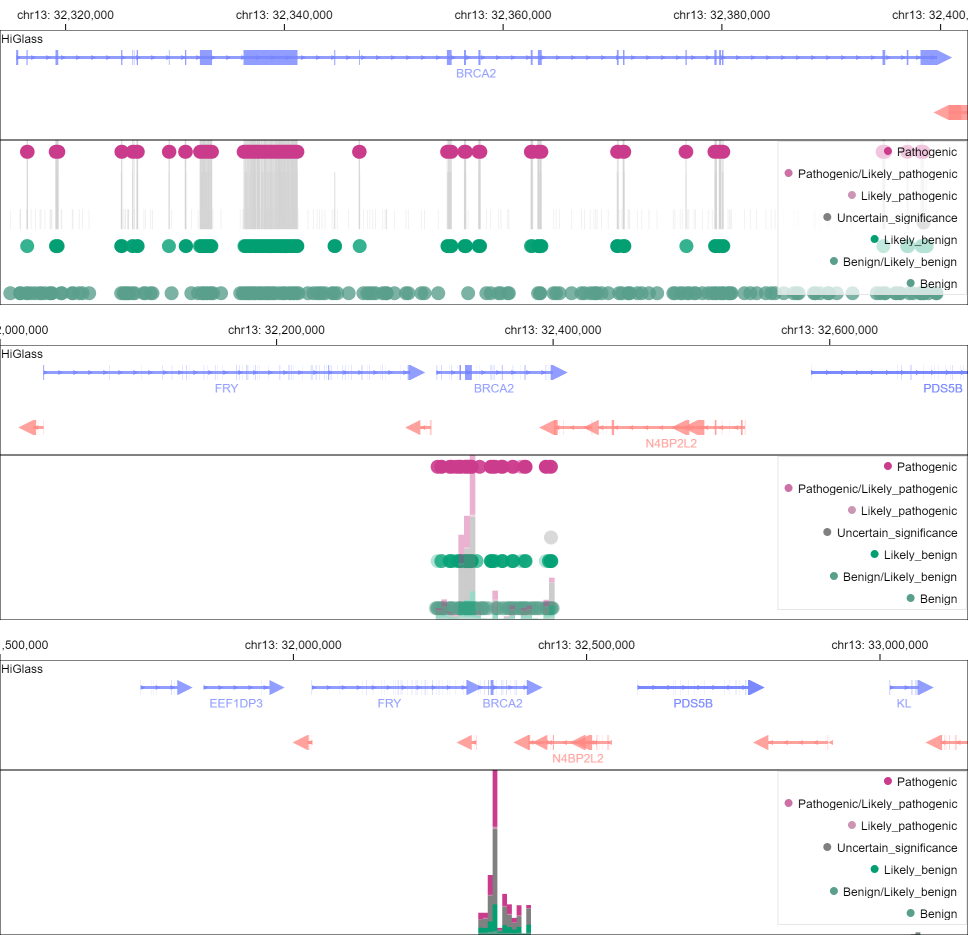 chr13: 32,320,000 chr13: 32,340,000 chr13: 32,360,000 chr13: 32,380,000 chr13: 32,400,
HiGlass
BRCA2
Pathogenic
Pathogenic/Likely_pathogenic
Likely_pathogenic
Uncertain_significance
Likely_benign
Benign/Likely_benign
Benign
2,000,000 chr13: 32,200,000 chr13: 32,400,000 chr13: 32,600,000
HiGlass
FRY BRCA2 PDS5B
N4BP2L2
Pathogenic
Pathogenic/Likely_pathogenic
Likely_pathogenic
Uncertain_significance
Likely_benign
Benign/Likely_benign
Benign
,500,000 chr13: 32,000,000 chr13: 32,500,000 chr13: 33,000,000
HiGlass
EEF1DP3 FRY BRCA2 PDS5B KL
N4BP2L2
Pathogenic
Pathogenic/Likely_pathogenic
Likely_pathogenic
Uncertain_significance
Likely_benign
Benign/Likely_benign
Benign